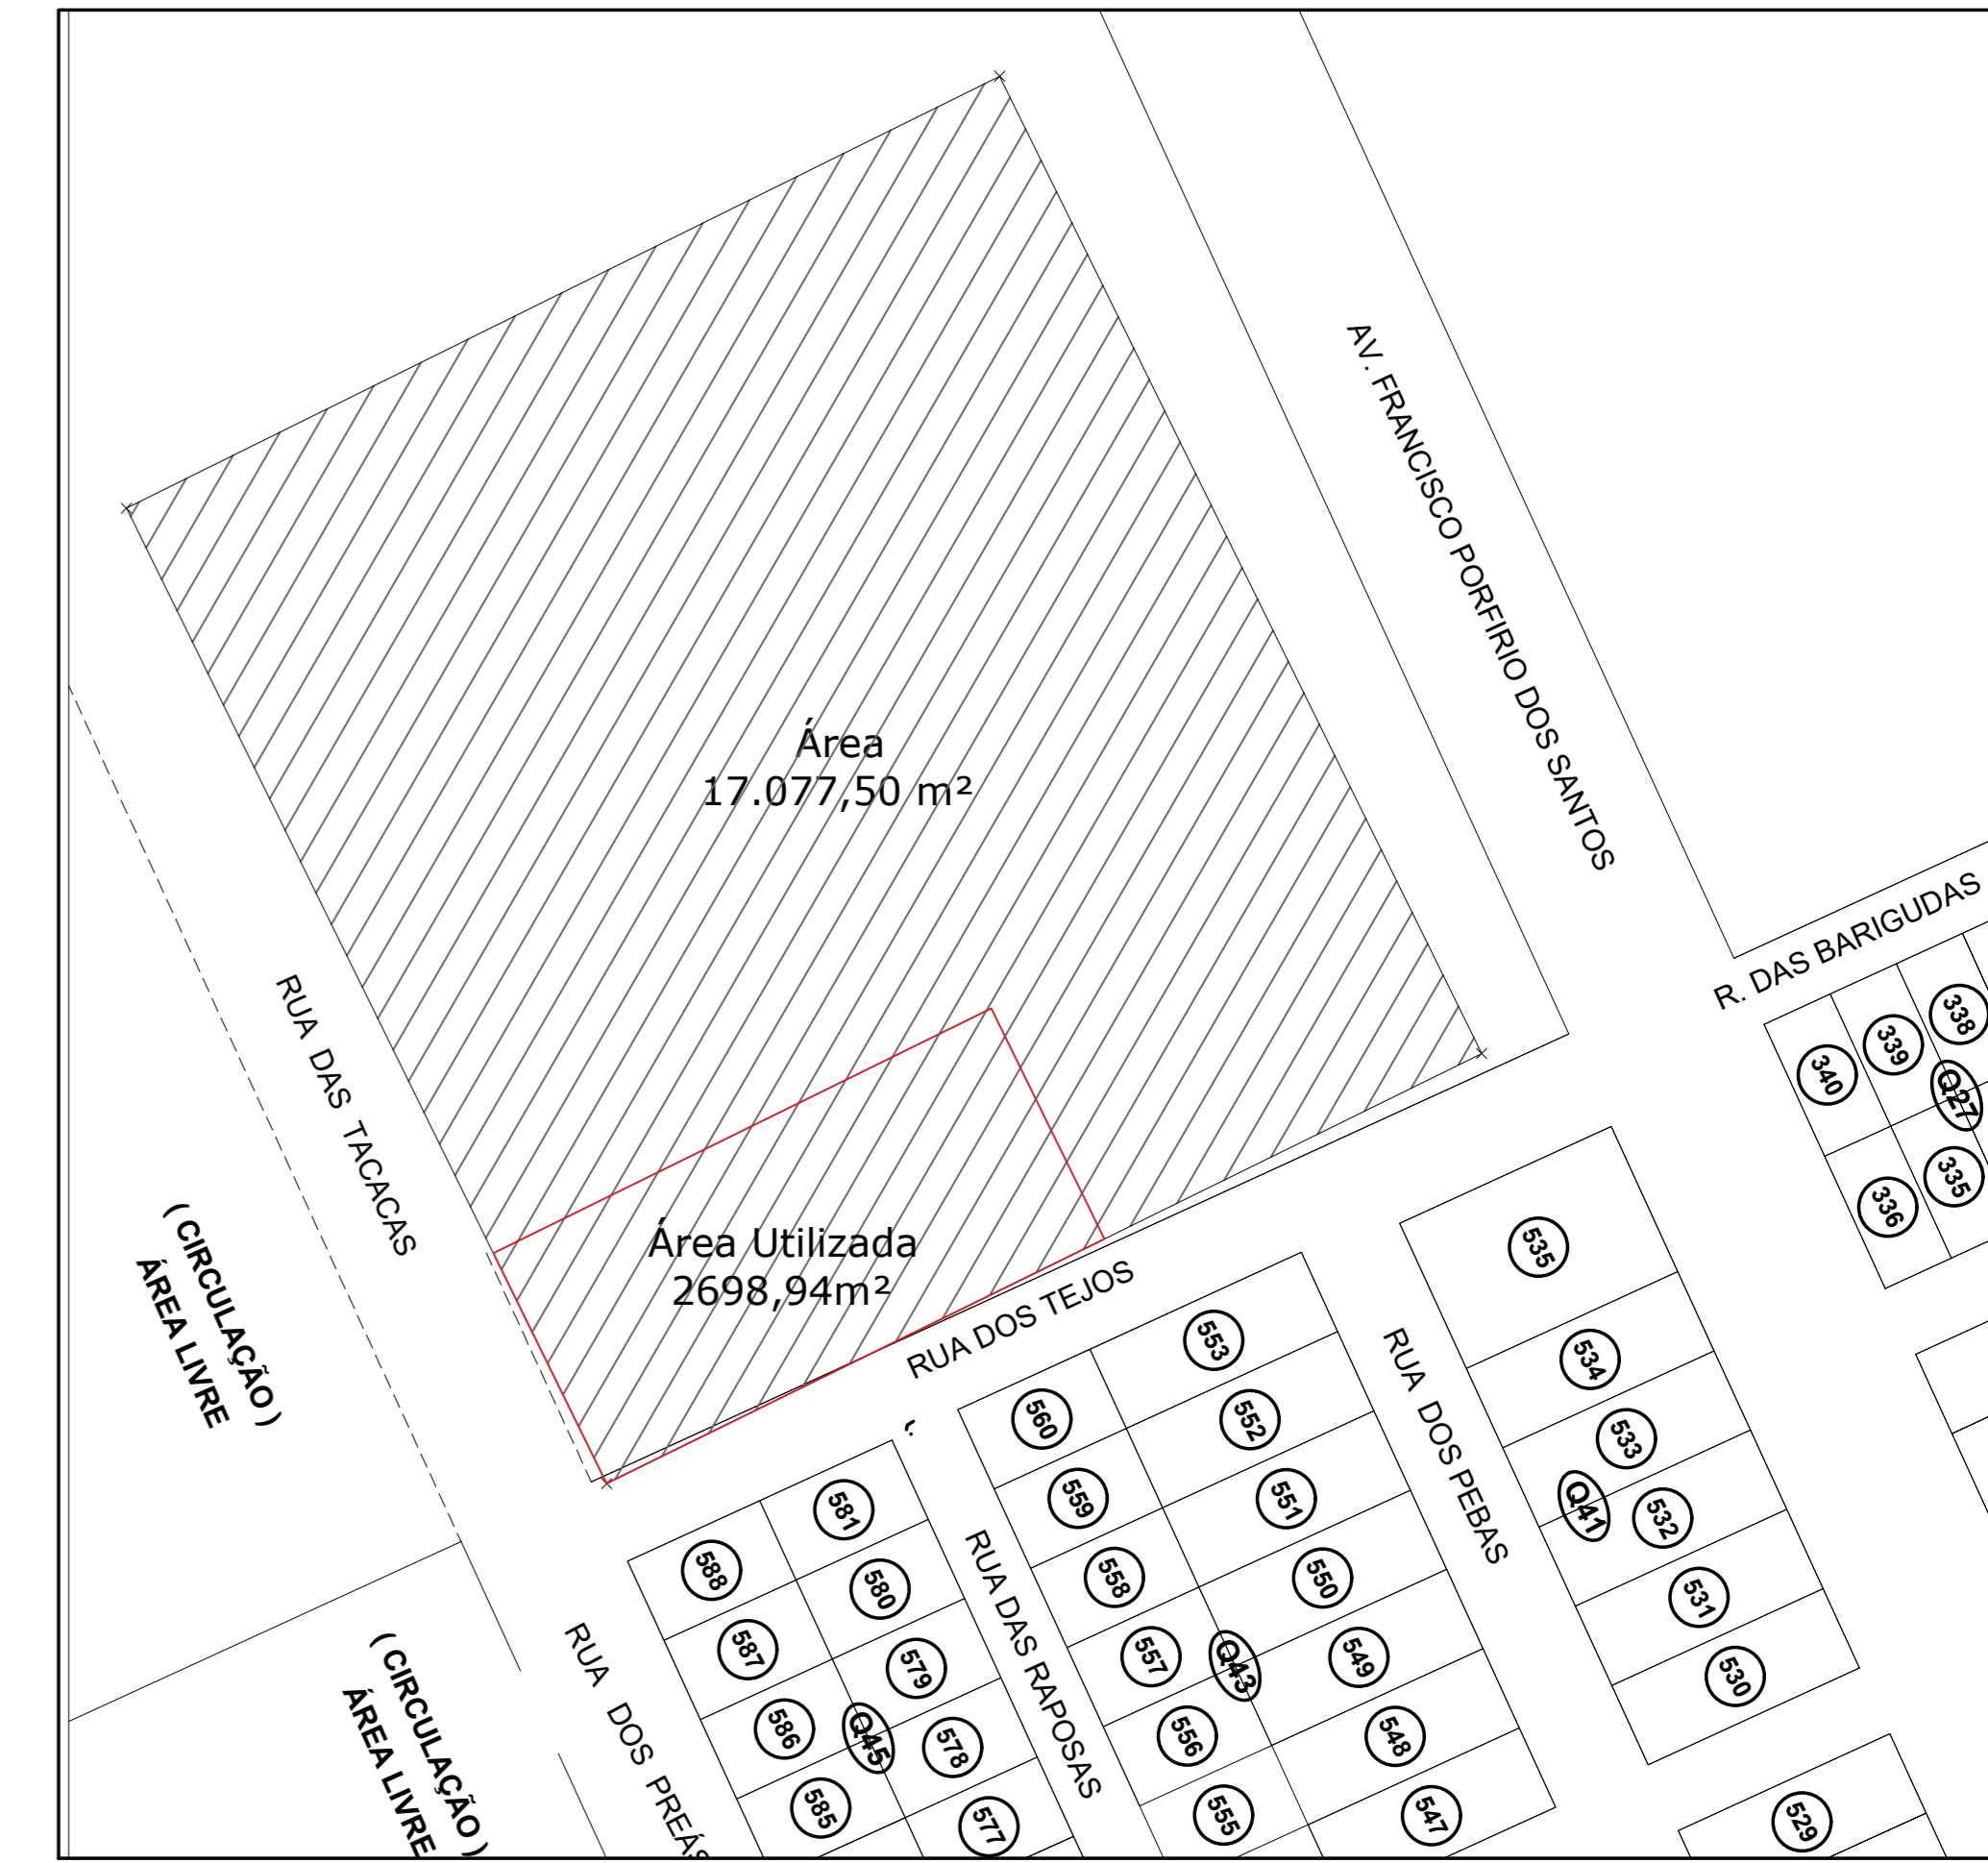 AV. FRANCISCO PORFIRIO DOS SANTOS
Área
17.077,50 m²
R. DAS BARIGUDAS
338
339
340
Q27
335
336
RUA DAS TACACAS
( CIRCULAÇÃO )
ÁREA LIVRE
Área Utilizada
2698,94m²
RUA DOS TEJOS
535
534
533
Q41
532
531
530
529
RUA DOS PEBAS
553
560
552
559
551
558
550
557
Q43
549
556
548
555
547
RUA DAS RAPOSAS
581
588
580
587
579
586
Q45
578
585
577
RUA DOS PREÁS
( CIRCULAÇÃO )
ÁREA LIVRE